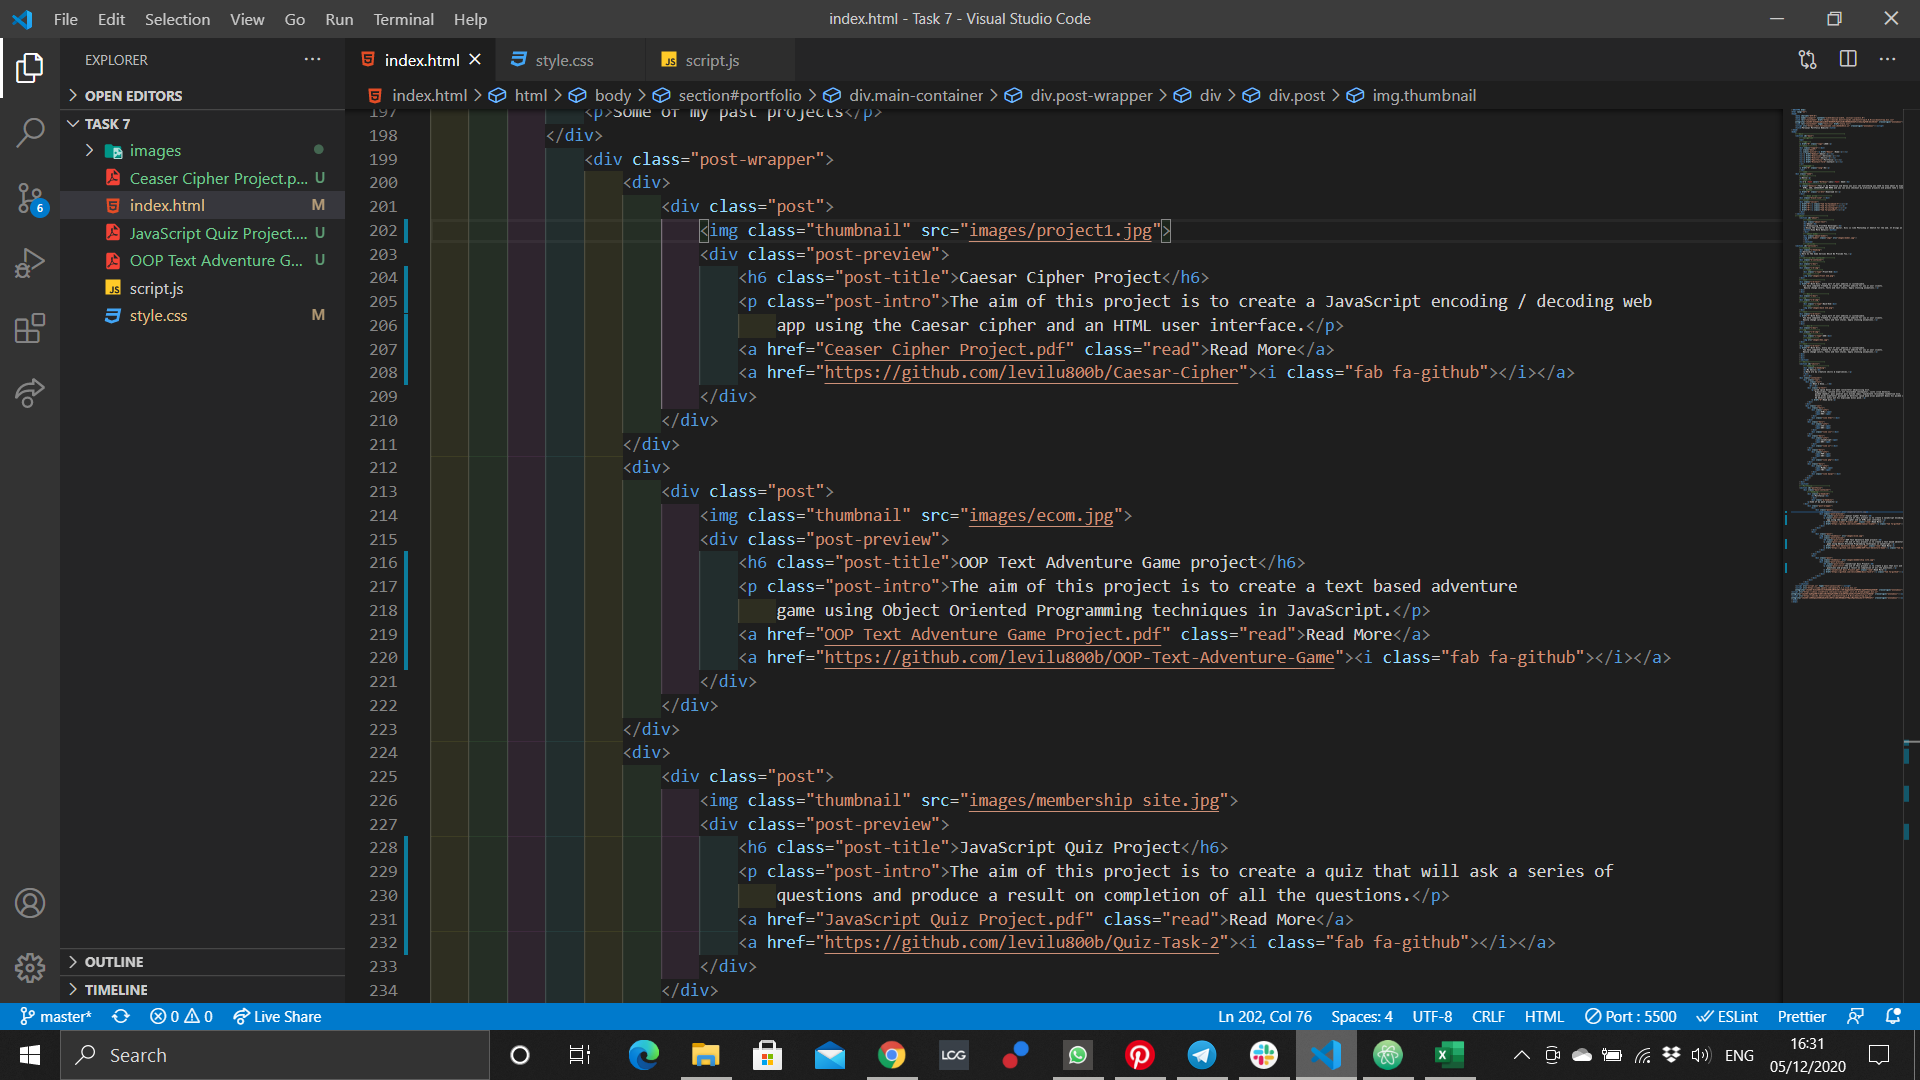 File Edit Selection View Go Run Terminal Help
index.html - Task 7 - Visual Studio Code
EXPLORER
index.html
style.css
JS script.js
OPEN EDITORS
index.html > html > body > section#portfolio > div.main-container > div.post-wrapper > div > div.post > img.thumbnail
TASK 7
images
Ceaser Cipher Project.p... U
index.html M
JavaScript Quiz Project.... U
OOP Text Adventure G... U
JS script.js
style.css M
OUTLINE
TIMELINE
6
197 <p>Some of my past projects</p>
198 </div>
199 <div class="post-wrapper">
200 <div>
201 <div class="post">
202 <img class="thumbnail" src="images/project1.jpg">
203 <div class="post-preview">
204 <h6 class="post-title">Caesar Cipher Project</h6>
205 <p class="post-intro">The aim of this project is to create a JavaScript encoding / decoding web
206 app using the Caesar cipher and an HTML user interface.</p>
207 <a href="Ceaser Cipher Project.pdf" class="read">Read More</a>
208 <a href="https://github.com/levilu800b/Caesar-Cipher"><i class="fab fa-github"></i></a>
209 </div>
210 </div>
211 </div>
212 <div>
213 <div class="post">
214 <img class="thumbnail" src="images/ecom.jpg">
215 <div class="post-preview">
216 <h6 class="post-title">OOP Text Adventure Game project</h6>
217 <p class="post-intro">The aim of this project is to create a text based adventure
218 game using Object Oriented Programming techniques in JavaScript.</p>
219 <a href="OOP Text Adventure Game Project.pdf" class="read">Read More</a>
220 <a href="https://github.com/levilu800b/OOP-Text-Adventure-Game"><i class="fab fa-github"></i></a>
221 </div>
222 </div>
223 </div>
224 <div>
225 <div class="post">
226 <img class="thumbnail" src="images/membership site.jpg">
227 <div class="post-preview">
228 <h6 class="post-title">JavaScript Quiz Project</h6>
229 <p class="post-intro">The aim of this project is to create a quiz that will ask a series of
230 questions and produce a result on completion of all the questions.</p>
231 <a href="JavaScript Quiz Project.pdf" class="read">Read More</a>
232 <a href="https://github.com/levilu800b/Quiz-Task-2"><i class="fab fa-github"></i></a>
233 </div>
234 </div>
master* 0 0 Live Share
Ln 202, Col 76 Spaces: 4 UTF-8 CRLF HTML Port : 5500 ESLint Prettier
Search
LCG
ENG
16:31
05/12/2020